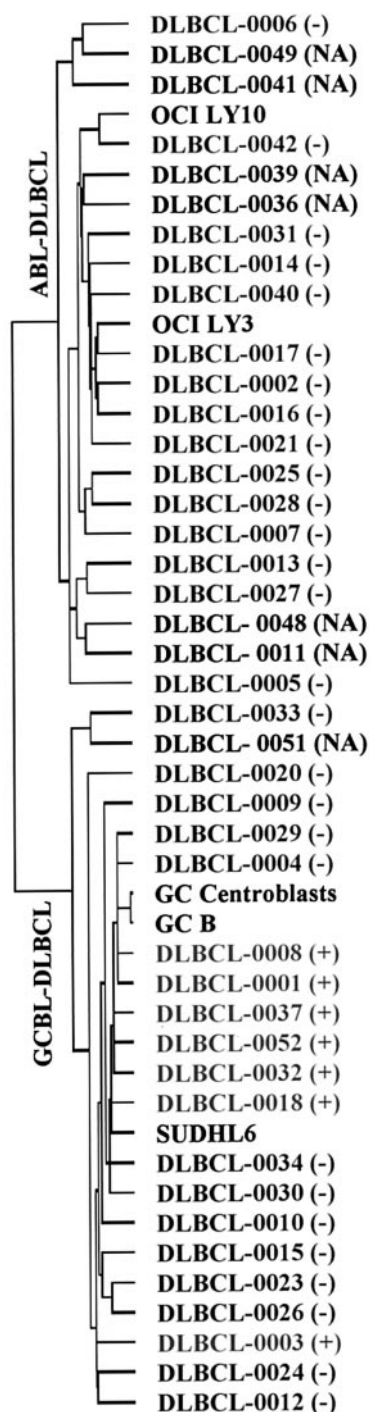 ABL-DLBCL
DLBCL-0006 (-)
DLBCL-0049 (NA)
DLBCL-0041 (NA)
OCI LY10
DLBCL-0042 (-)
DLBCL-0039 (NA)
DLBCL-0036 (NA)
DLBCL-0031 (-)
DLBCL-0014 (-)
DLBCL-0040 (-)
OCI LY3
DLBCL-0017 (-)
DLBCL-0002 (-)
DLBCL-0016 (-)
DLBCL-0021 (-)
DLBCL-0025 (-)
DLBCL-0028 (-)
DLBCL-0007 (-)
DLBCL-0013 (-)
DLBCL-0027 (-)
DLBCL- 0048 (NA)
DLBCL- 0011 (NA)
DLBCL-0005 (-)
GCBL-DLBCL
DLBCL-0033 (-)
DLBCL- 0051 (NA)
DLBCL-0020 (-)
DLBCL-0009 (-)
DLBCL-0029 (-)
DLBCL-0004 (-)
GC Centroblasts
GC B
DLBCL-0008 (+)
DLBCL-0001 (+)
DLBCL-0037 (+)
DLBCL-0052 (+)
DLBCL-0032 (+)
DLBCL-0018 (+)
SUDHL6
DLBCL-0034 (-)
DLBCL-0030 (-)
DLBCL-0010 (-)
DLBCL-0015 (-)
DLBCL-0023 (-)
DLBCL-0026 (-)
DLBCL-0003 (+)
DLBCL-0024 (-)
DLBCL-0012 (-)